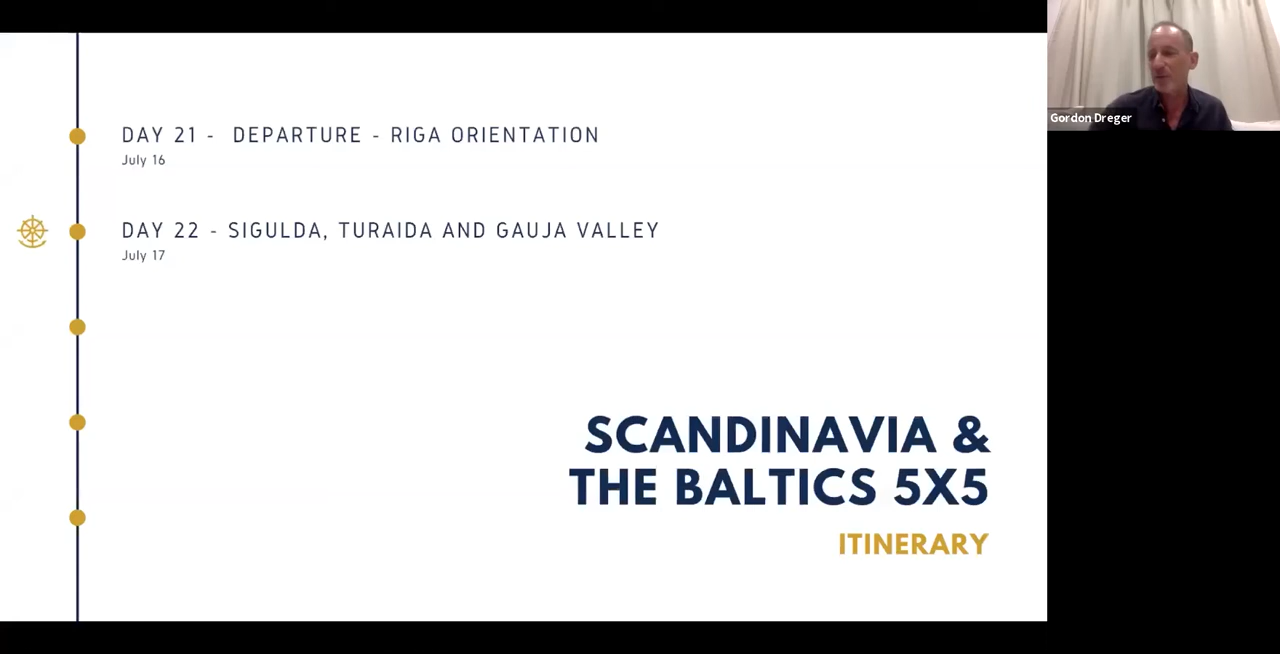 DAY 21 - DEPARTURE - RIGA ORIENTATION
July 16
DAY 22 - SIGULDA, TURAIDA AND GAUJA VALLEY
July 17
SCANDINAVIA &
THE BALTICS 5X5
ITINERARY
Gordon Dreger